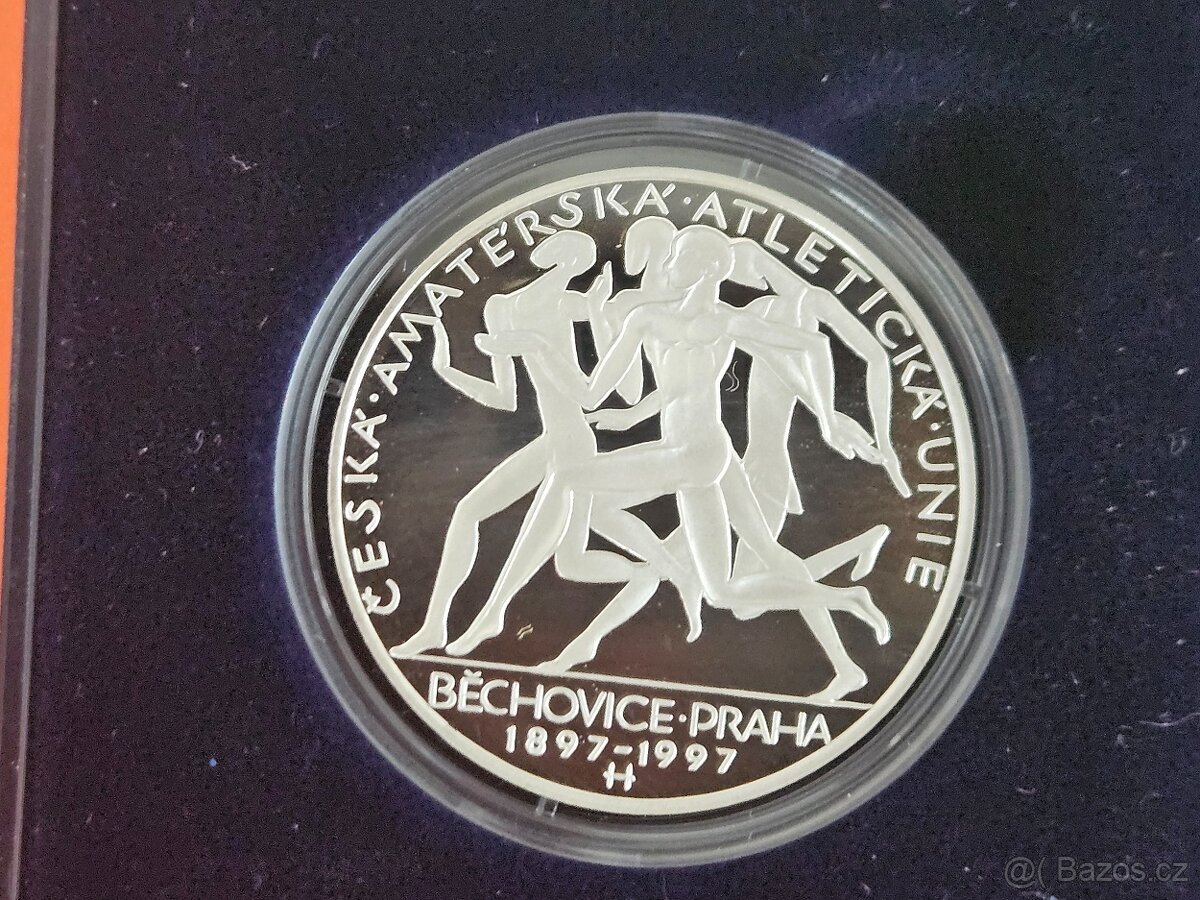 ČESKÁ · AMATÉRSKÁ · ATLETICKÁ · UNIE
BĚCHOVICE · PRAHA
1897-1997
H
@( Bazos.cz